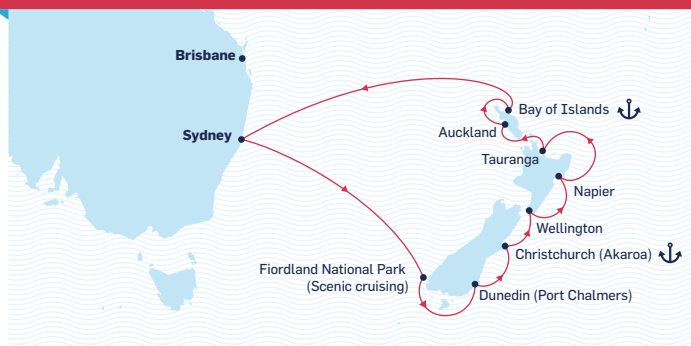 Brisbane
Bay of Islands
Auckland
Sydney
Tauranga
Napier
Wellington
Christchurch (Akaroa)
Fiordland National Park
(Scenic cruising)
Dunedin (Port Chalmers)